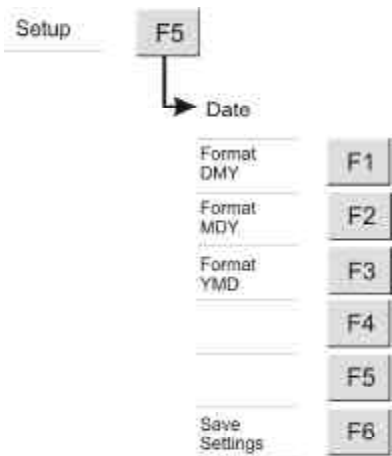 Setup F5
Date
Format
DMY F1
Format
MDY F2
Format
YMD F3
F4
F5
Save
Settings F6